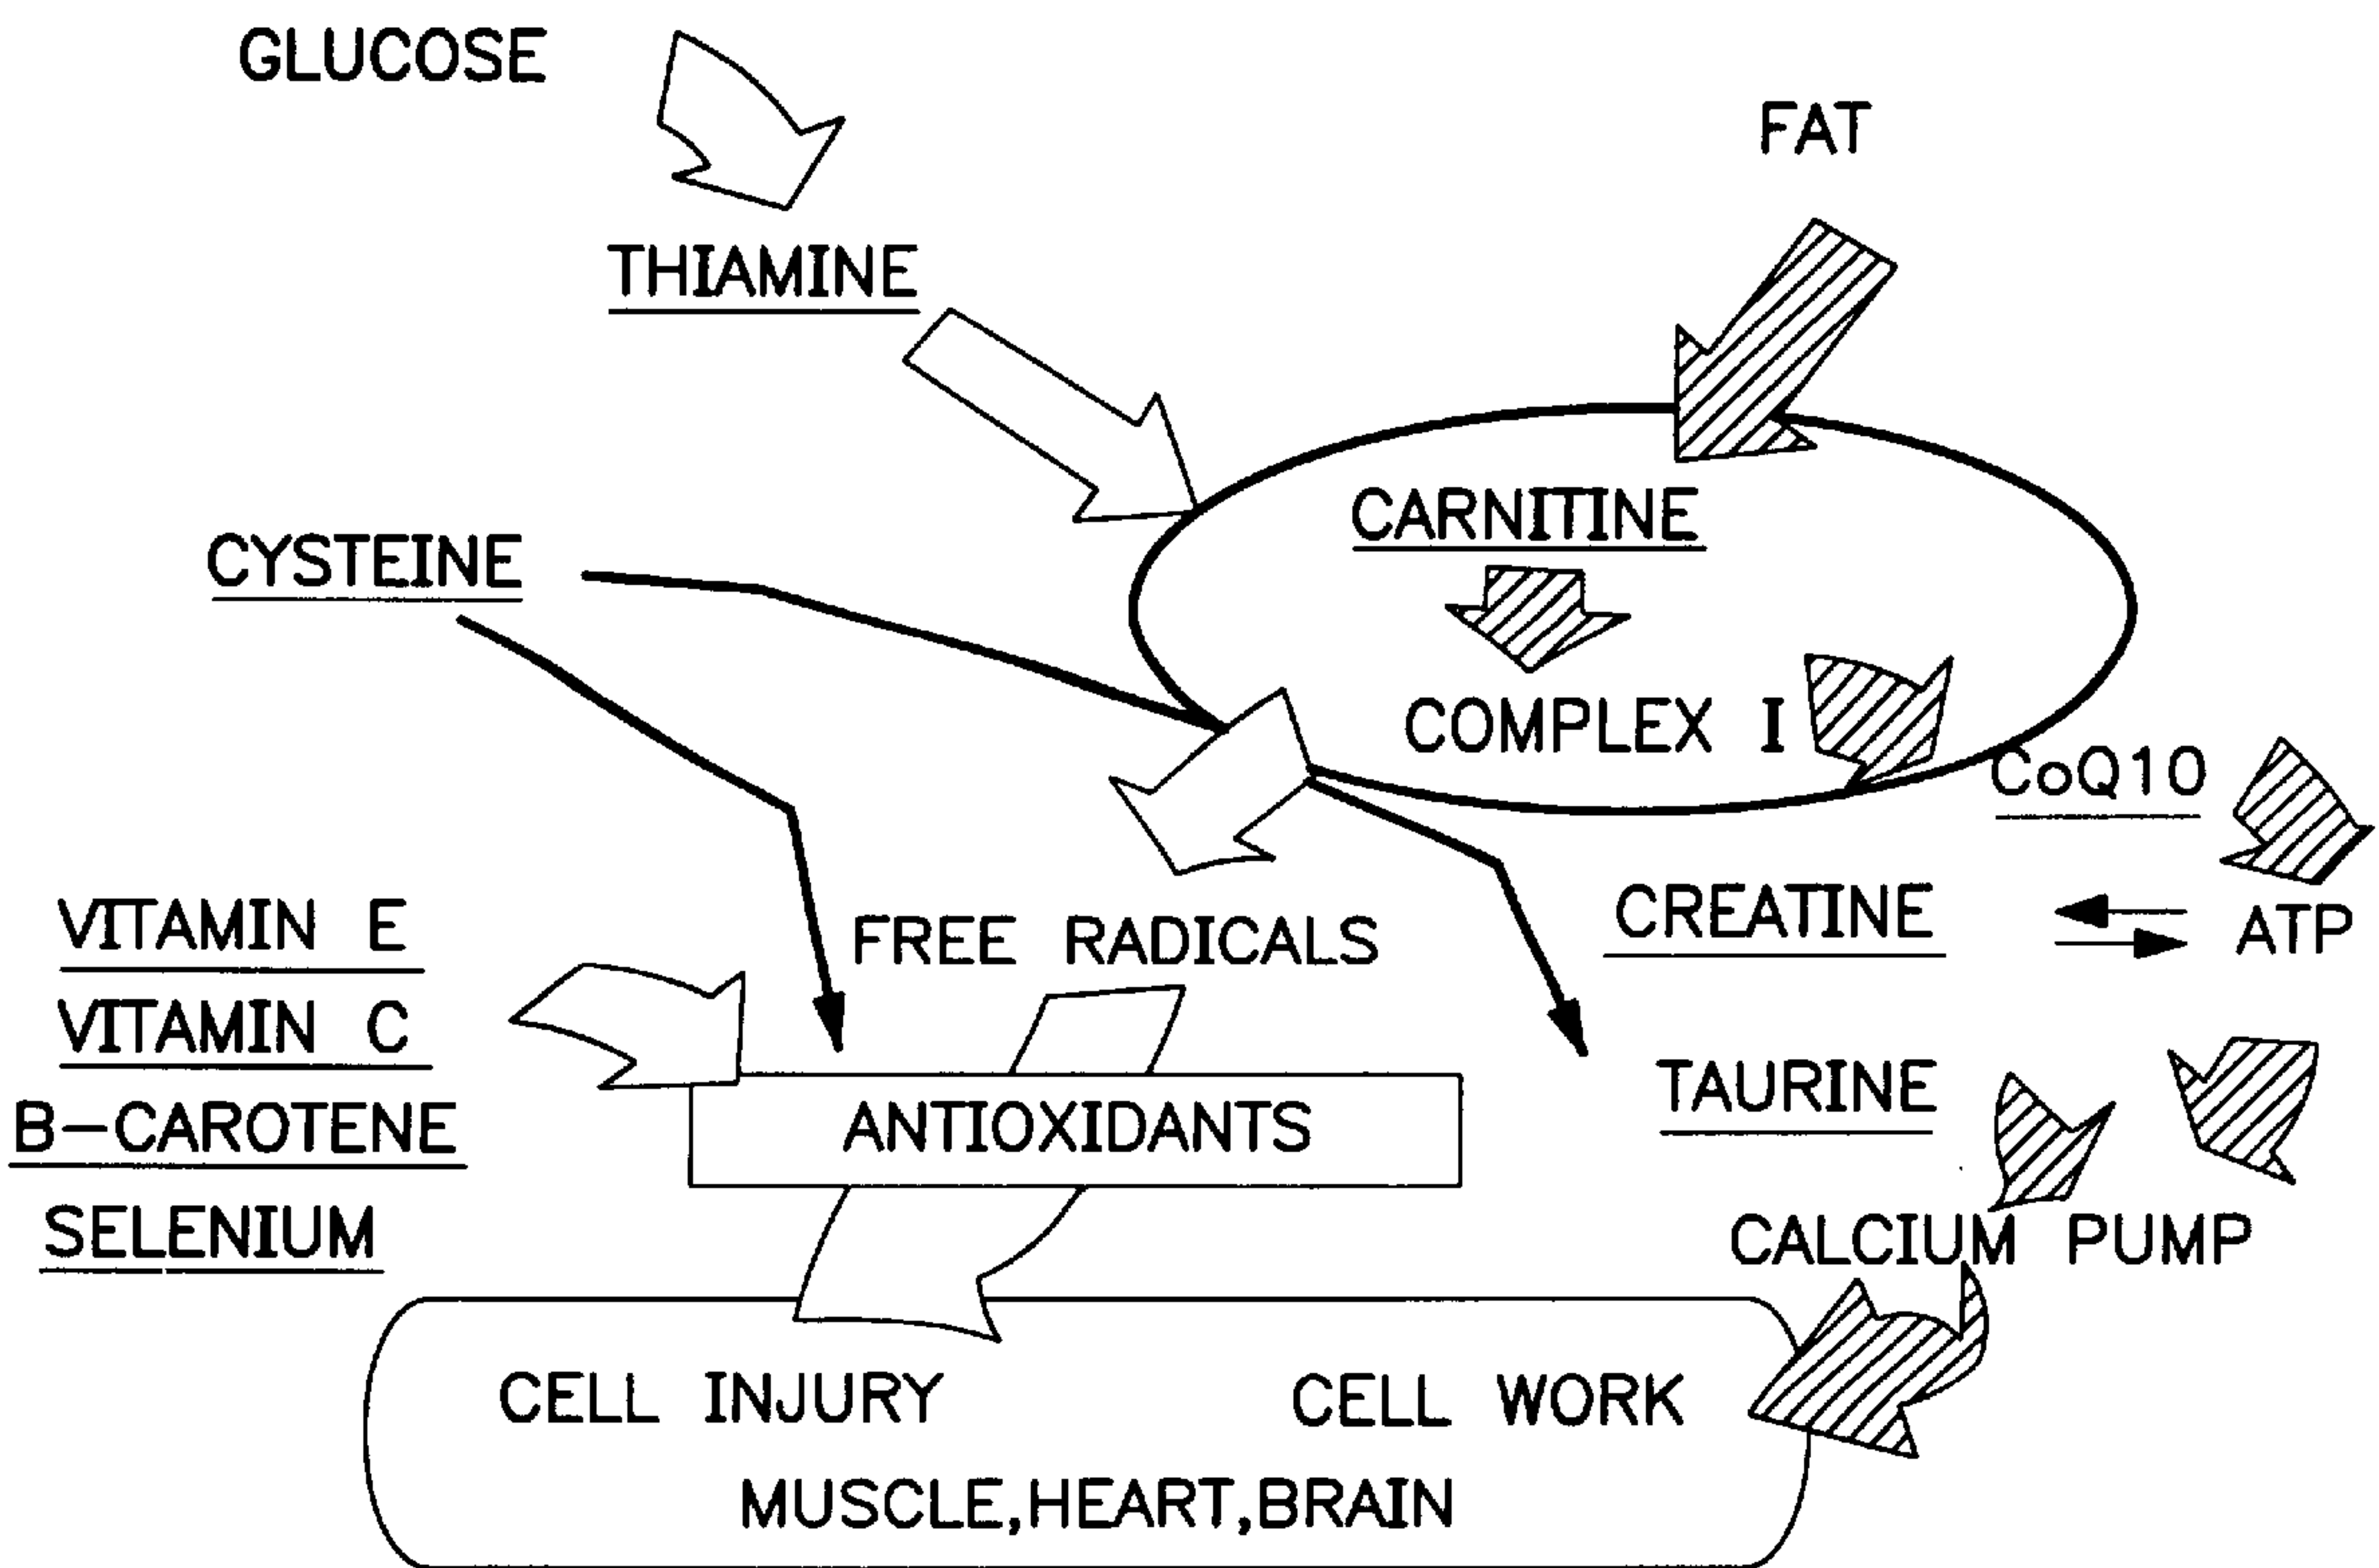 GLUCOSE
FAT
THIAMINE
CARNITINE
CYSTEINE
COMPLEX I
CoQ10
VITAMIN E
FREE RADICALS
CREATINE
ATP
VITAMIN C
TAURINE
B-CAROTENE
ANTIOXIDANTS
SELENIUM
CALCIUM PUMP
CELL INJURY
CELL WORK
MUSCLE,HEART,BRAIN